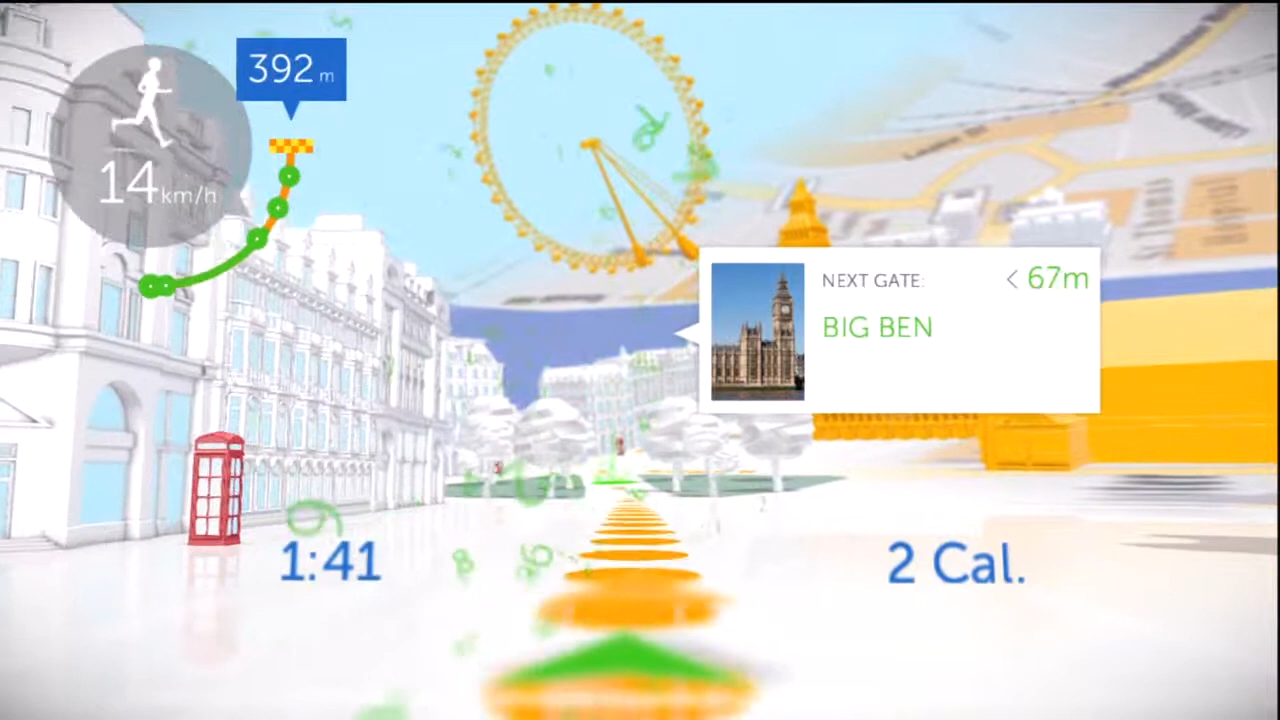 392 m
14 km/h
NEXT GATE:
< 67m
BIG BEN
1:41
2 Cal.